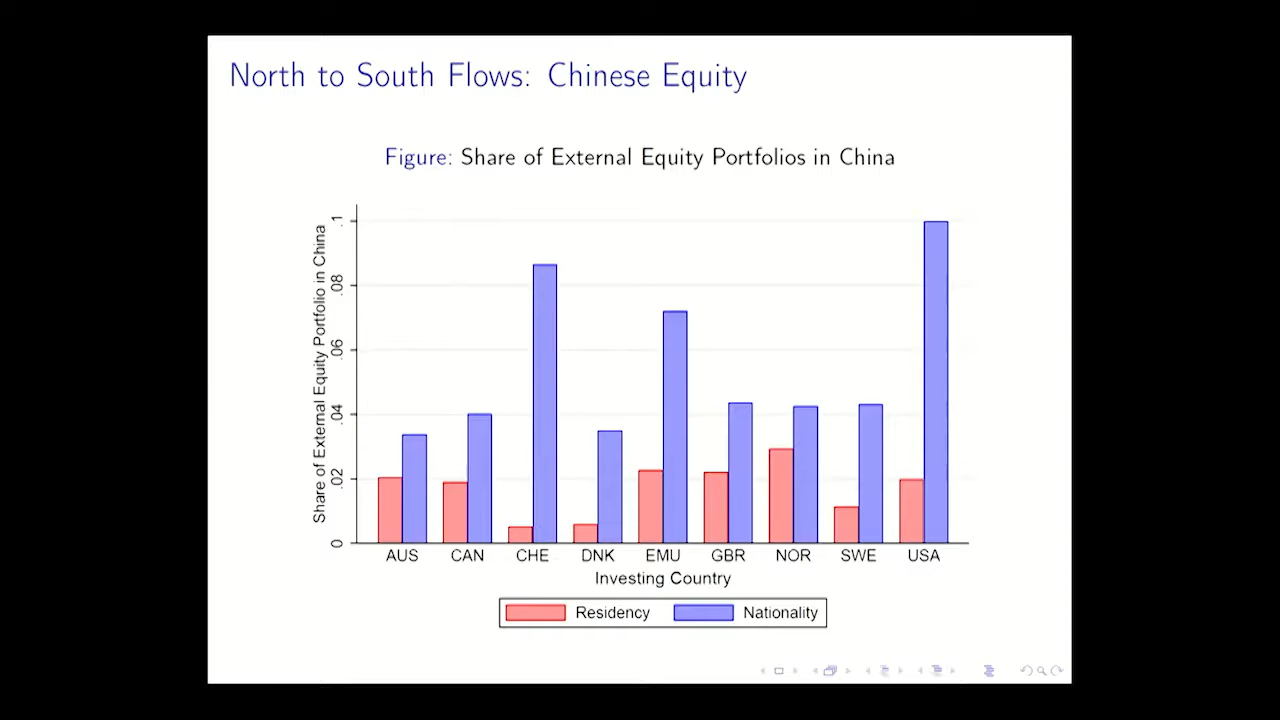 North to South Flows: Chinese Equity
Figure: Share of External Equity Portfolios in China
Share of External Equity Portfolio in China
.1
.08
.06
.04
.02
0
AUS CAN CHE DNK EMU GBR NOR SWE USA
Investing Country
Residency Nationality